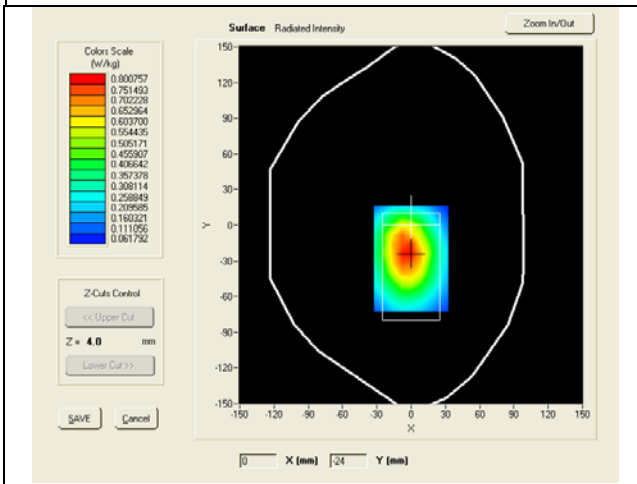 Surface Radiated Intensity
Zoom In/Out
Colors Scale
(W/kg)
0.800757
0.751493
0.702228
0.652964
0.603700
0.554435
0.505171
0.455907
0.406642
0.357378
0.308114
0.258849
0.209585
0.160321
0.111056
0.061792
Z-Cuts Control
<< Upper Cut
Z = 4.0 mm
Lower Cut >>
SAVE Cancel
150
120
90
60
30
0
-30
-60
-90
-120
-150
Y
-150 -120 -90 -60 -30 0 30 60 90 120 150
X
0 X (mm) -24 Y (mm)